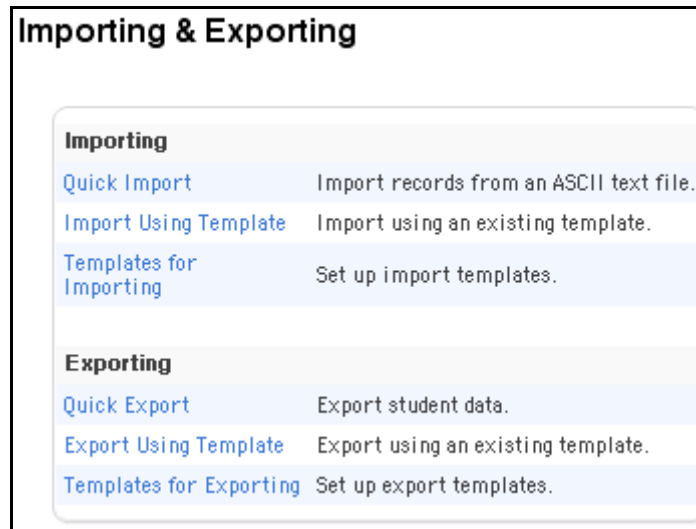 Importing & Exporting
Importing
Quick Import Import records from an ASCII text file.
Import Using Template Import using an existing template.
Templates for
Importing Set up import templates.
Exporting
Quick Export Export student data.
Export Using Template Export using an existing template.
Templates for Exporting Set up export templates.